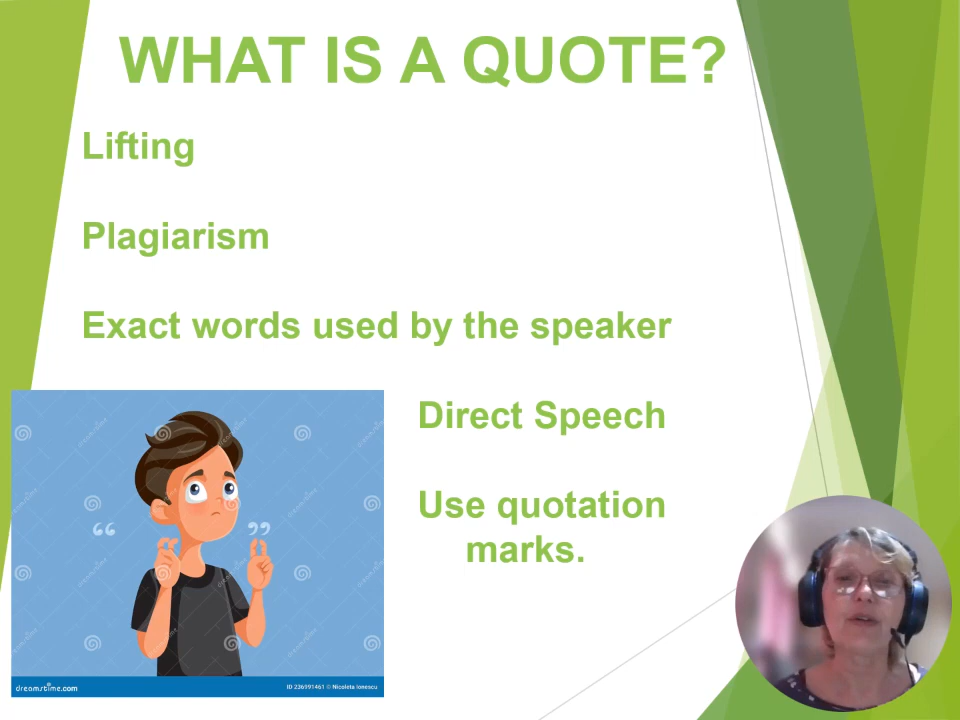 WHAT IS A QUOTE?
Lifting
Plagiarism
Exact words used by the speaker
Direct Speech
Use quotation
marks.
“ ”
dreamstime.com
ID 236991461 © Nicoleta Ionescu